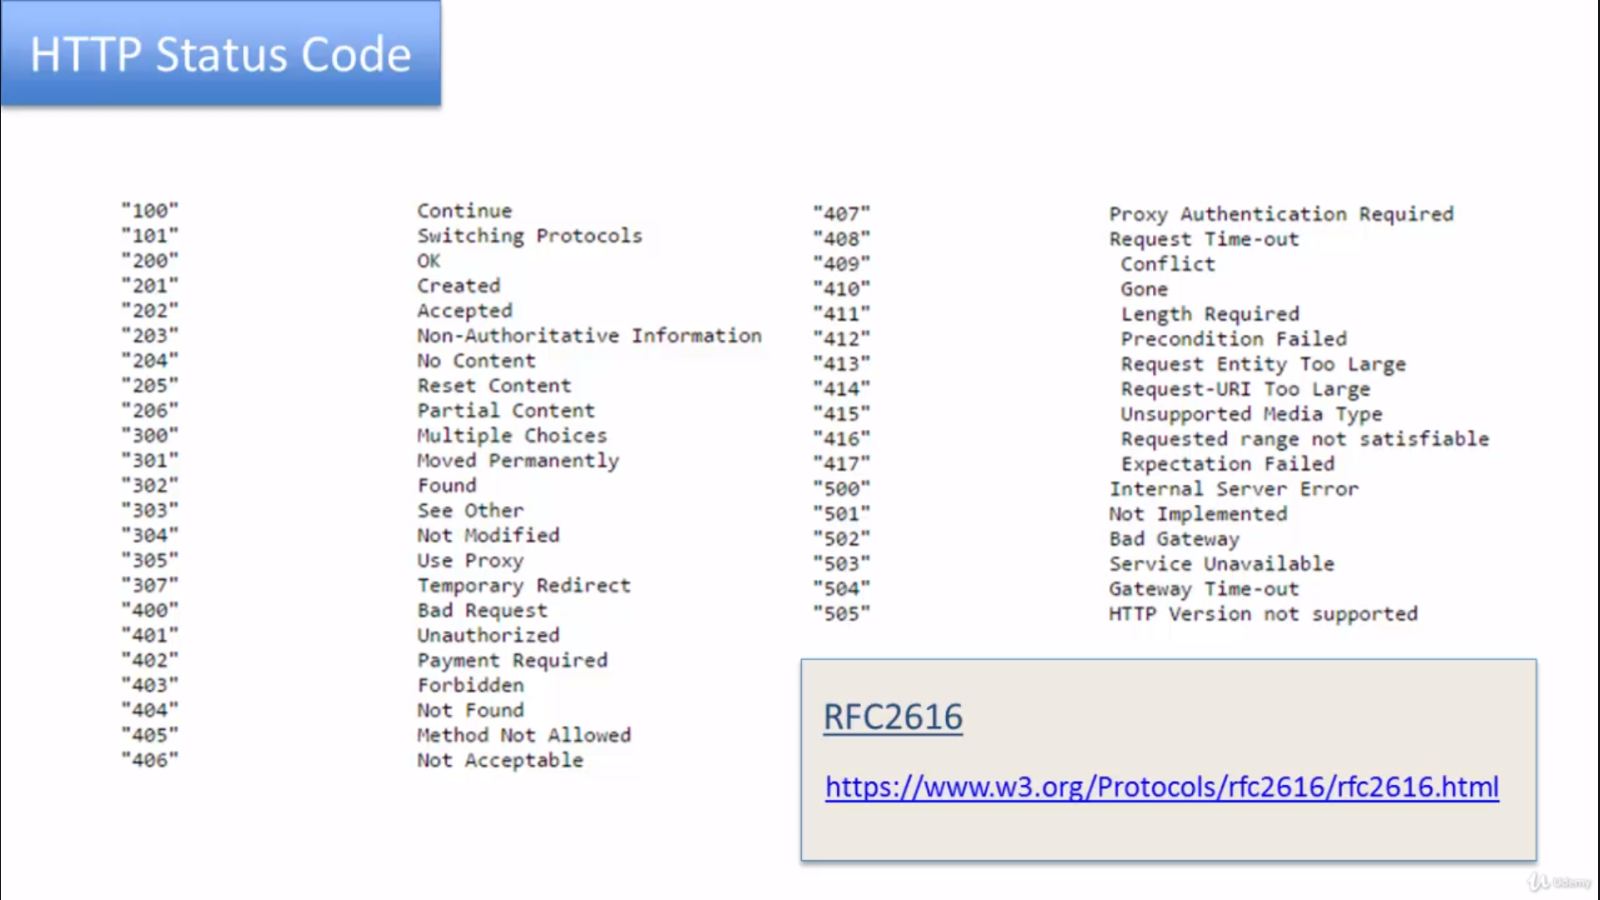 HTTP Status Code
"100" Continue
"101" Switching Protocols
"200" OK
"201" Created
"202" Accepted
"203" Non-Authoritative Information
"204" No Content
"205" Reset Content
"206" Partial Content
"300" Multiple Choices
"301" Moved Permanently
"302" Found
"303" See Other
"304" Not Modified
"305" Use Proxy
"307" Temporary Redirect
"400" Bad Request
"401" Unauthorized
"402" Payment Required
"403" Forbidden
"404" Not Found
"405" Method Not Allowed
"406" Not Acceptable
"407" Proxy Authentication Required
"408" Request Time-out
"409" Conflict
"410" Gone
"411" Length Required
"412" Precondition Failed
"413" Request Entity Too Large
"414" Request-URI Too Large
"415" Unsupported Media Type
"416" Requested range not satisfiable
"417" Expectation Failed
"500" Internal Server Error
"501" Not Implemented
"502" Bad Gateway
"503" Service Unavailable
"504" Gateway Time-out
"505" HTTP Version not supported
RFC2616
https://www.w3.org/Protocols/rfc2616/rfc2616.html
Udemy